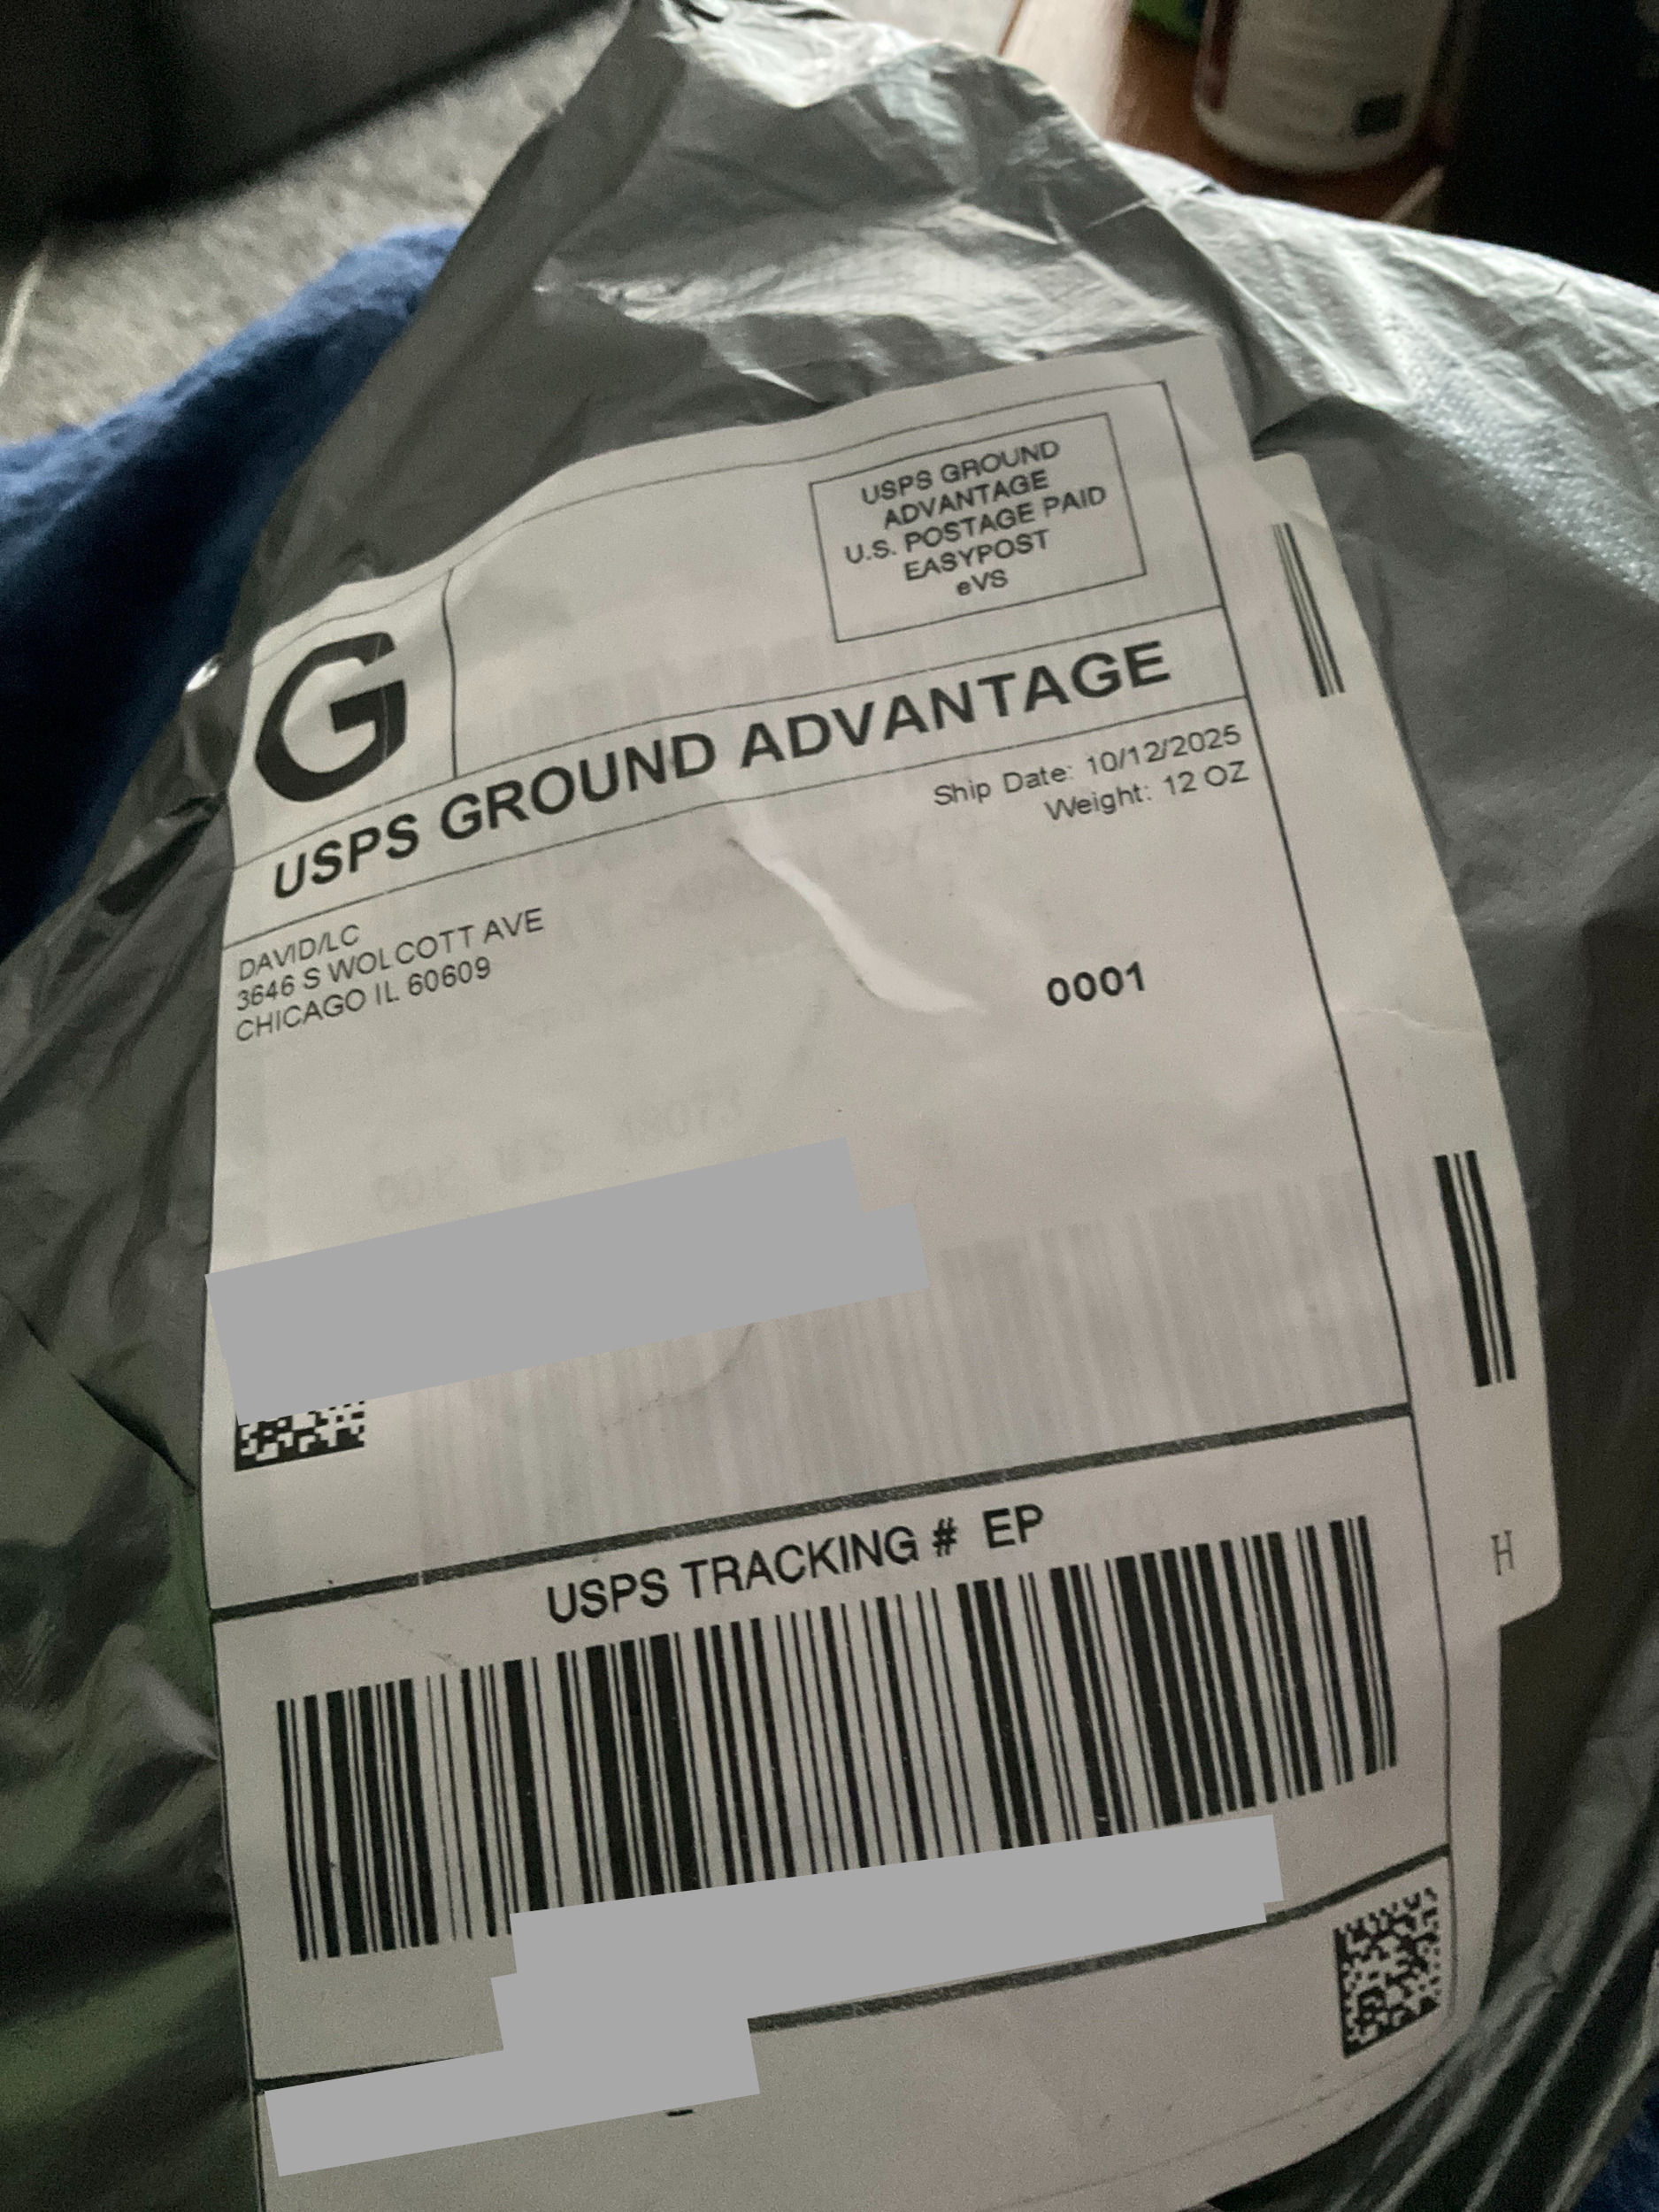 USPS GROUND
ADVANTAGE
U.S. POSTAGE PAID
EASYPOST
eVS
G
USPS GROUND ADVANTAGE
Ship Date: 10/12/2025
Weight: 12 OZ
DAVID/LC
3646 S WOLCOTT AVE
CHICAGO IL 60609
0001
USPS TRACKING # EP
H